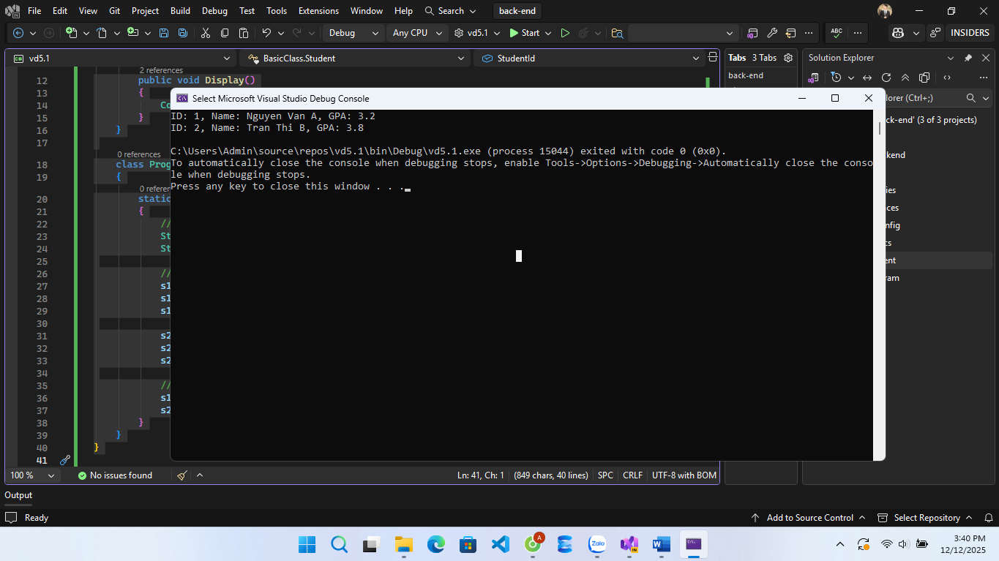 File Edit View Git Project Build Debug Test Tools Extensions Window Help Search back-end
Debug Any CPU vd5.1 Start ABC INSIDERS
vd5.1 BasicClass.Student StudentId
Tabs 3 Tabs
back-end
Solution Explorer
lorer (Ctrl+;)
ck-end' (3 of 3 projects)
kend
ies
ces
nfig
cs
ent
ram
2 references
12 public void Display()
13 {
14 Co
15 }
16 }
17
0 references
18 class Prog
19 {
0 referen
20 static
21 {
22 //
23 St
24 St
25
26 //
27 s1
28 s1
29 s1
30
31 s2
32 s2
33 s2
34
35 //
36 s1
37 s2
38 }
39 }
40 }
41
Select Microsoft Visual Studio Debug Console
ID: 1, Name: Nguyen Van A, GPA: 3.2
ID: 2, Name: Tran Thi B, GPA: 3.8
C:\Users\Admin\source\repos\vd5.1\bin\Debug\vd5.1.exe (process 15044) exited with code 0 (0x0).
To automatically close the console when debugging stops, enable Tools->Options->Debugging->Automatically close the conso
le when debugging stops.
Press any key to close this window . . .
100 % No issues found Ln: 41, Ch: 1 (849 chars, 40 lines) SPC CRLF UTF-8 with BOM
Output
Ready Add to Source Control Select Repository
Zalo
3:40 PM
12/12/2025